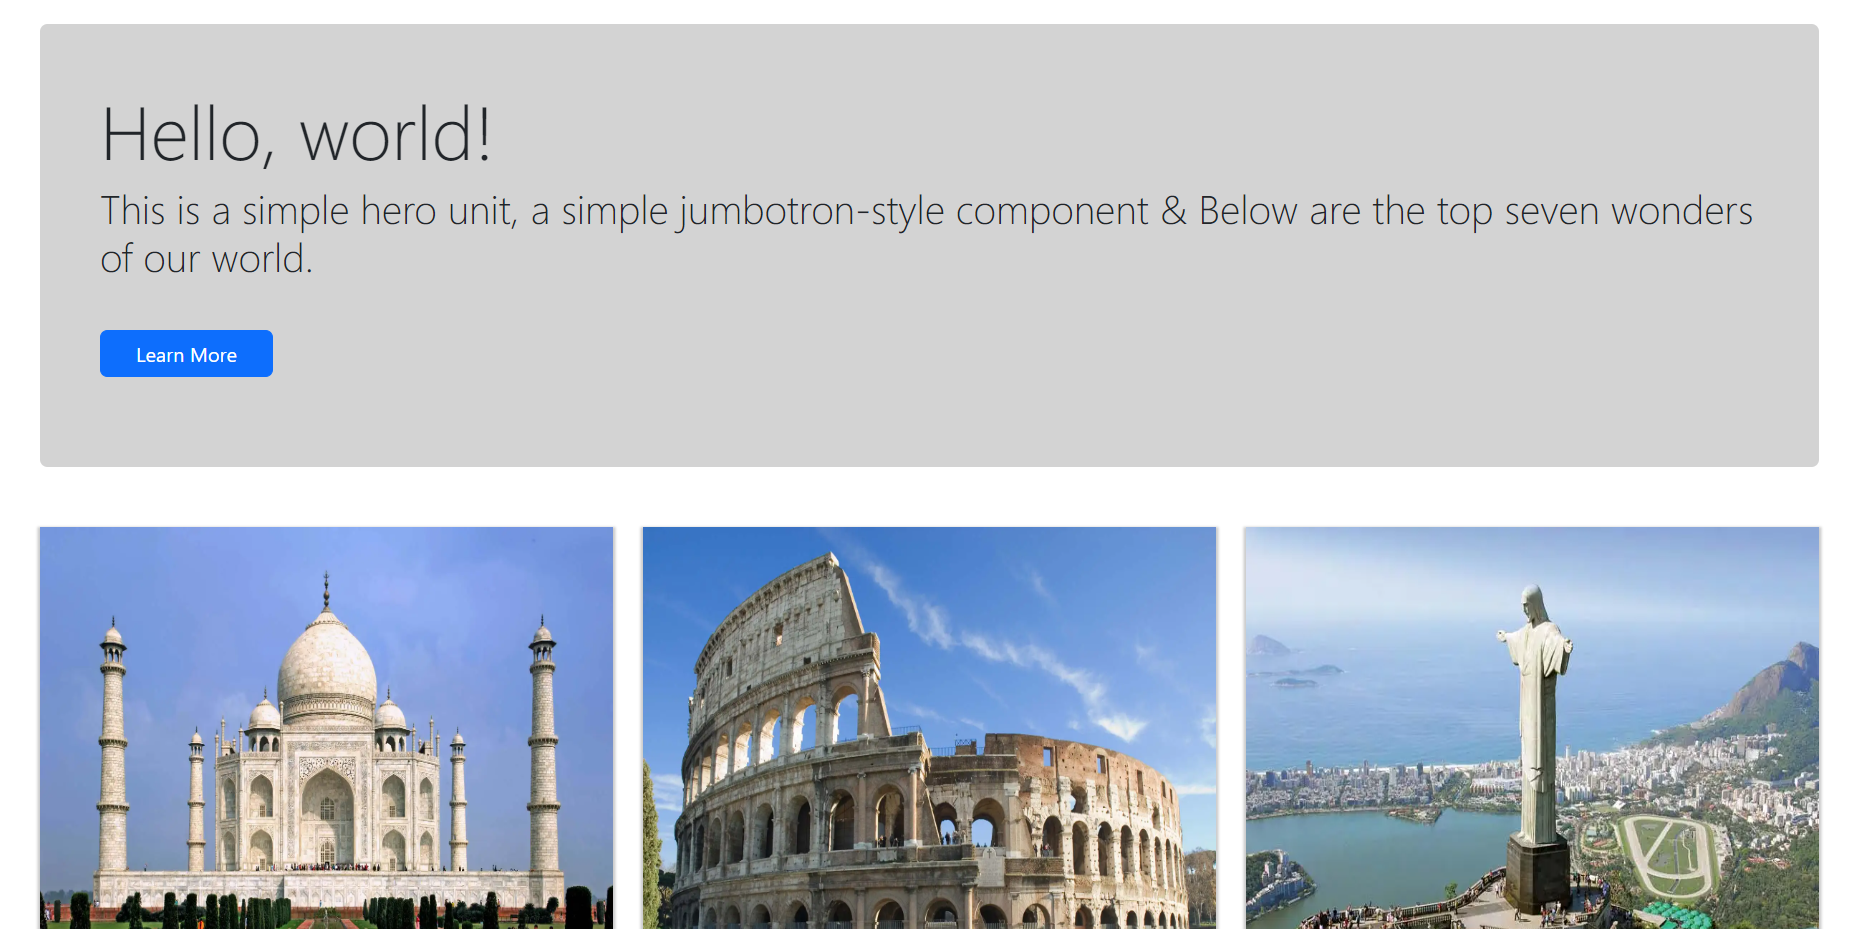 Hello, world!
This is a simple hero unit, a simple jumbotron-style component & Below are the top seven wonders
of our world.
Learn More